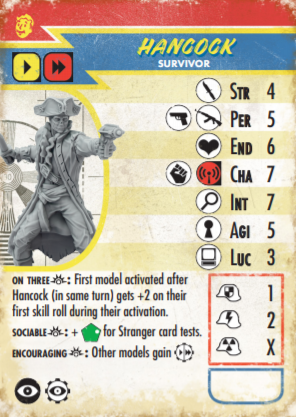 HANCOCK
SURVIVOR
STR 4
PER 5
END 6
CHA 7
INT 7
AGI 5
LUC 3
ON THREE : First model activated after
Hancock (in same turn) gets +2 on their
first skill roll during their activation.
SOCIABLE : + for Stranger card tests.
ENCOURAGING : Other models gain
1
2
X